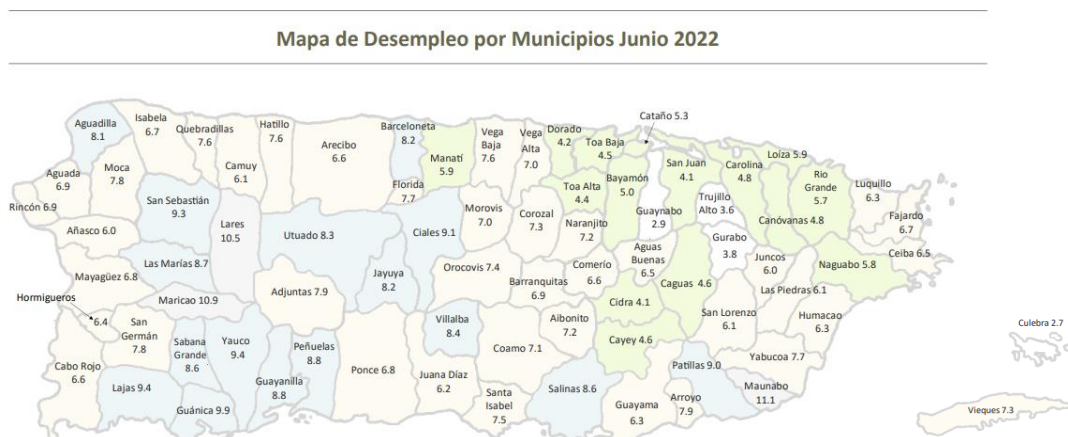 Mapa de Desempleo por Municipios Junio 2022
Cataño 5.3
Aguadilla
8.1
Isabela
6.7
Quebradillas
7.6
Hatillo
7.6
Camuy
6.1
Arecibo
6.6
Barceloneta
8.2
Manatí
5.9
Florida
7.7
Vega
Baja
7.6
Vega
Alta
7.0
Dorado
4.2
Toa Baja
4.5
Toa Alta
4.4
Bayamón
5.0
San Juan
4.1
Guaynabo
2.9
Carolina
4.8
Trujillo
Alto 3.6
Loíza 5.9
Canóvanas 4.8
Rio
Grande
5.7
Luquillo
6.3
Fajardo
6.7
Ceiba 6.5
Naguabo 5.8
Moca
7.8
Aguada
6.9
Rincón 6.9
Añasco 6.0
San Sebastián
9.3
Lares
10.5
Utuado 8.3
Ciales 9.1
Morovis
7.0
Corozal
7.3
Naranjito
7.2
Aguas
Buenas
6.5
Gurabo
3.8
Juncos
6.0
Las Piedras 6.1
Humacao
6.3
Las Marías 8.7
Mayagüez 6.8
Hormigueros
6.4
Maricao 10.9
Adjuntas 7.9
Jayuya
8.2
Orocovis 7.4
Barranquitas
6.9
Comerío
6.6
Cidra 4.1
Caguas 4.6
San Lorenzo
6.1
Cayey 4.6
Aibonito
7.2
Villalba
8.4
Coamo 7.1
San
Germán
7.8
Sabana
Grande
8.6
Yauco
9.4
Cabo Rojo
6.6
Lajas 9.4
Guánica 9.9
Guayanilla
8.8
Peñuelas
8.8
Ponce 6.8
Juana Díaz
6.2
Santa
Isabel
7.5
Salinas 8.6
Guayama
6.3
Arroyo
7.9
Patillas 9.0
Yabucoa 7.7
Maunabo
11.1
Culebra 2.7
Vieques 7.3